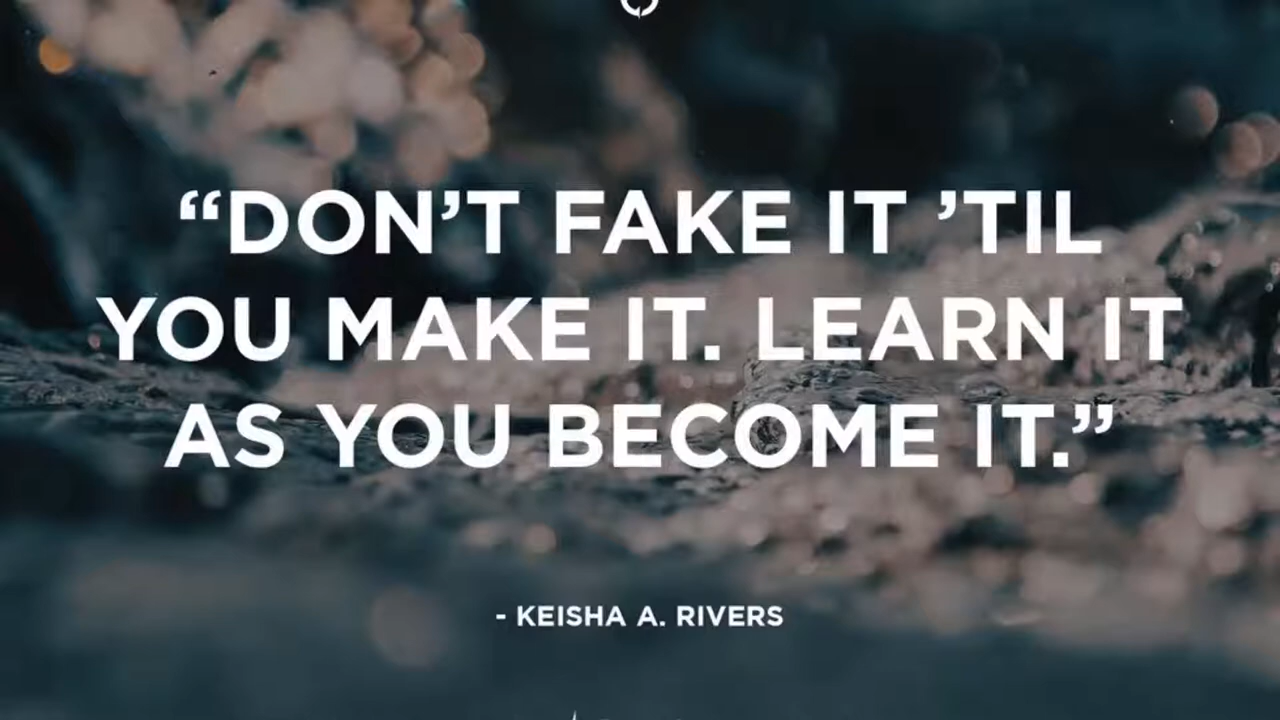 “DON’T FAKE IT ’TIL
YOU MAKE IT. LEARN IT
AS YOU BECOME IT.”
- KEISHA A. RIVERS